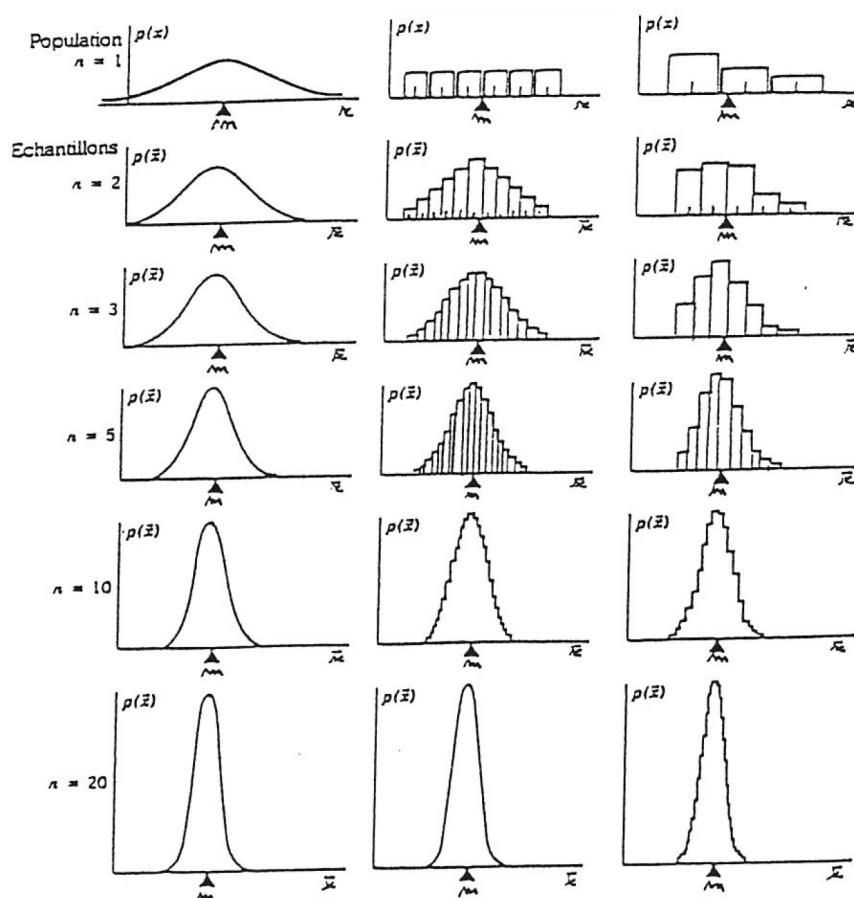 Population
n = 1
p(x) p(x) p(x)
x x x
m m m
Echantillons
n = 2
p(x̄) p(x̄) p(x̄)
x̄ x̄ x̄
m m m
n = 3
p(x̄) p(x̄) p(x̄)
x̄ x̄ x̄
m m m
n = 5
p(x̄) p(x̄) p(x̄)
x̄ x̄ x̄
m m m
n = 10
p(x̄) p(x̄) p(x̄)
x̄ x̄ x̄
m m m
n = 20
p(x̄) p(x̄) p(x̄)
x̄ x̄ x̄
m m m